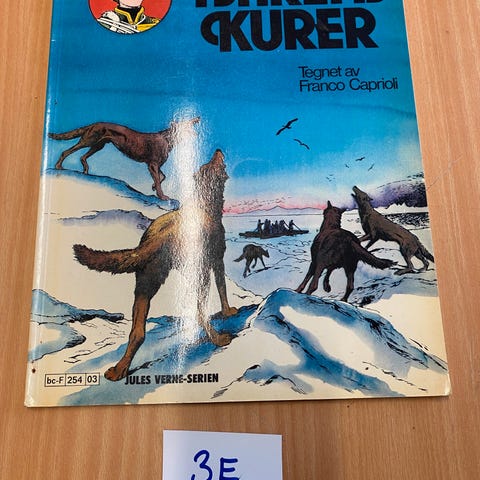 KURER
Tegnet av
Franco Caprioli
bc-F 254 03
JULES VERNE-SERIEN
3E